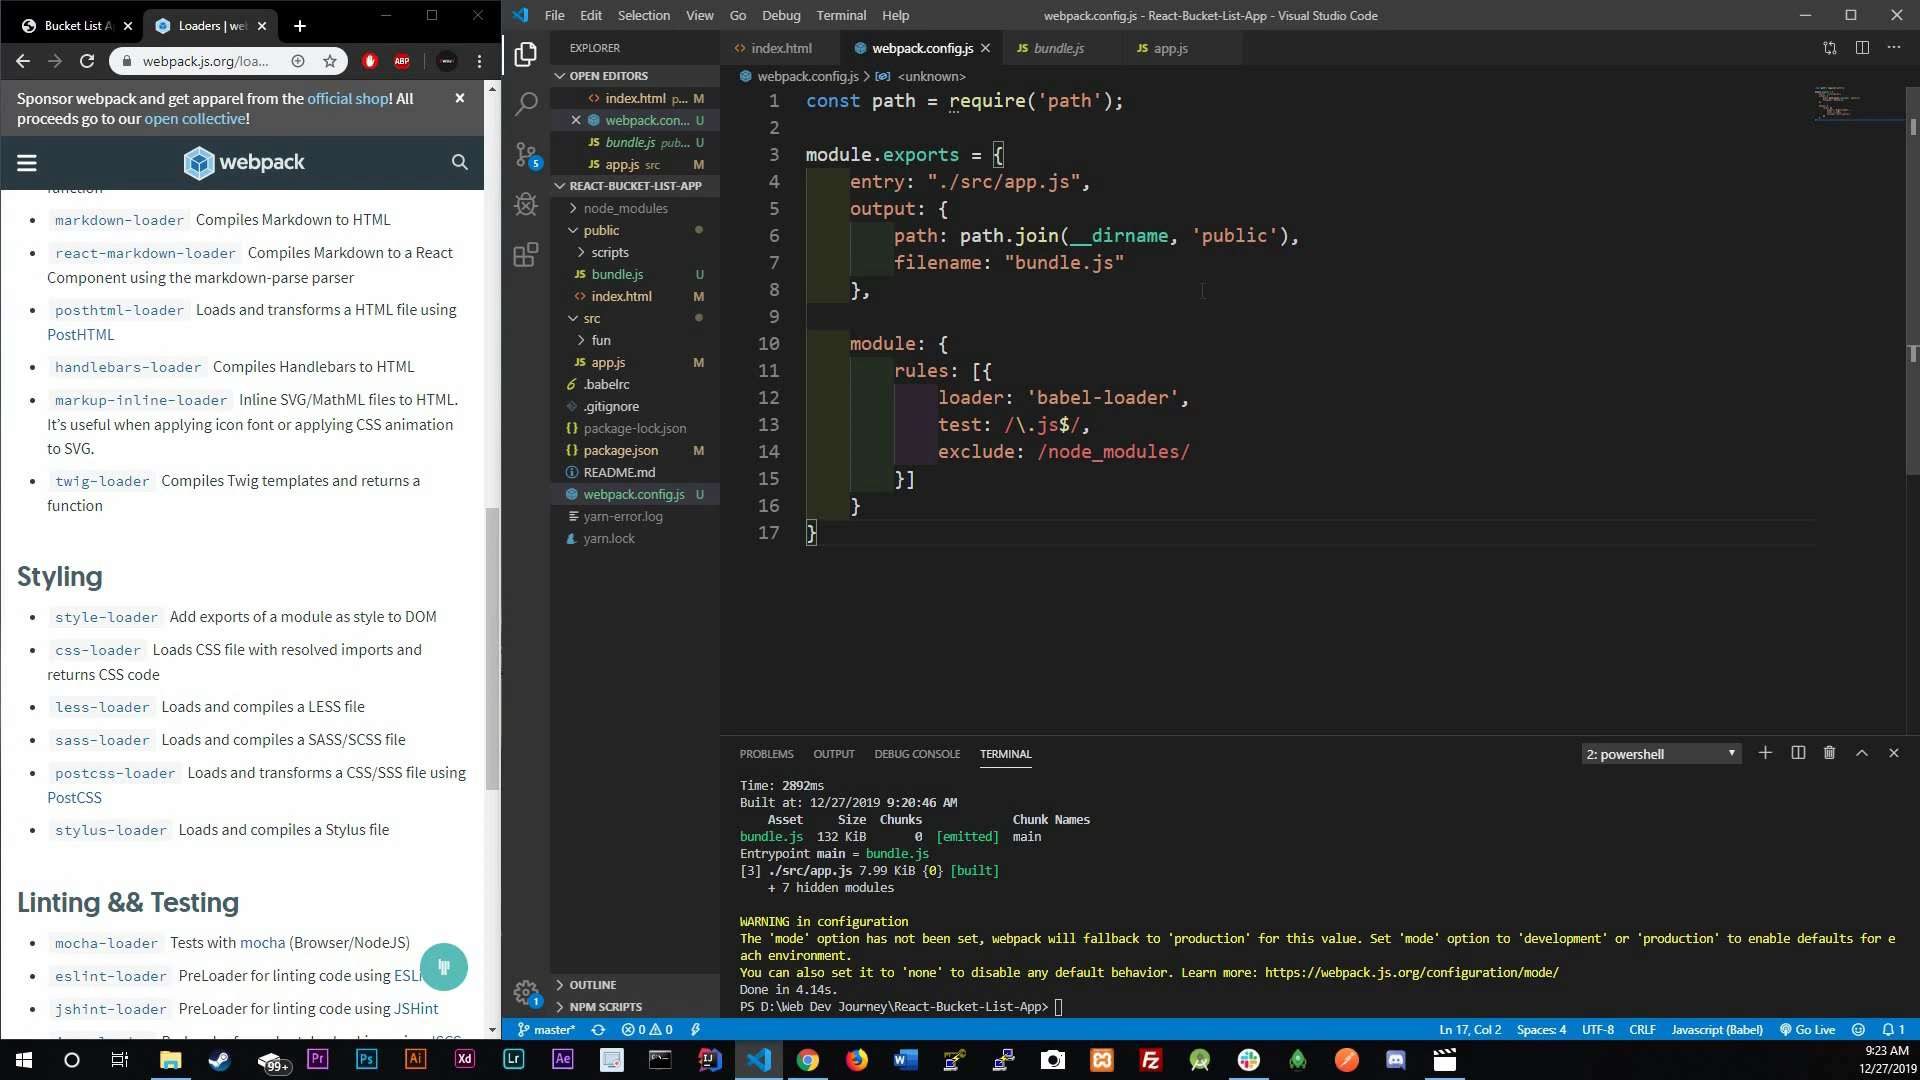 Bucket List A
Loaders | we
webpack.js.org/loa...
ABP
Sponsor webpack and get apparel from the official shop! All
proceeds go to our open collective!
webpack
function
markdown-loader Compiles Markdown to HTML
react-markdown-loader Compiles Markdown to a React
Component using the markdown-parse parser
posthtml-loader Loads and transforms a HTML file using
PostHTML
handlebars-loader Compiles Handlebars to HTML
markup-inline-loader Inline SVG/MathML files to HTML.
It’s useful when applying icon font or applying CSS animation
to SVG.
twig-loader Compiles Twig templates and returns a
function
Styling
style-loader Add exports of a module as style to DOM
css-loader Loads CSS file with resolved imports and
returns CSS code
less-loader Loads and compiles a LESS file
sass-loader Loads and compiles a SASS/SCSS file
postcss-loader Loads and transforms a CSS/SSS file using
PostCSS
stylus-loader Loads and compiles a Stylus file
Linting && Testing
mocha-loader Tests with mocha (Browser/NodeJS)
eslint-loader PreLoader for linting code using ESLi
jshint-loader PreLoader for linting code using JSHint
File Edit Selection View Go Debug Terminal Help
webpack.config.js - React-Bucket-List-App - Visual Studio Code
EXPLORER
OPEN EDITORS
index.html p... M
webpack.con... U
JS bundle.js pub... U
JS app.js src M
REACT-BUCKET-LIST-APP
node_modules
public
scripts
JS bundle.js U
index.html M
src
fun
JS app.js M
.babelrc
.gitignore
{} package-lock.json
{} package.json M
README.md
webpack.config.js U
yarn-error.log
yarn.lock
OUTLINE
NPM SCRIPTS
5
1
index.html
webpack.config.js
JS bundle.js
JS app.js
webpack.config.js > <unknown>
1 const path = require('path');
2
3 module.exports = {
4 entry: "./src/app.js",
5 output: {
6 path: path.join(__dirname, 'public'),
7 filename: "bundle.js"
8 },
9
10 module: {
11 rules: [{
12 loader: 'babel-loader',
13 test: /\.js$/,
14 exclude: /node_modules/
15 }]
16 }
17 }
PROBLEMS OUTPUT DEBUG CONSOLE TERMINAL
2: powershell
Time: 2892ms
Built at: 12/27/2019 9:20:46 AM
Asset Size Chunks Chunk Names
bundle.js 132 KiB 0 [emitted] main
Entrypoint main = bundle.js
[3] ./src/app.js 7.99 KiB {0} [built]
+ 7 hidden modules
WARNING in configuration
The 'mode' option has not been set, webpack will fallback to 'production' for this value. Set 'mode' option to 'development' or 'production' to enable defaults for e
ach environment.
You can also set it to 'none' to disable any default behavior. Learn more: https://webpack.js.org/configuration/mode/
Done in 4.14s.
PS D:\Web Dev Journey\React-Bucket-List-App>
master* 0 0
Ln 17, Col 2 Spaces: 4 UTF-8 CRLF Javascript (Babel) Go Live 1
99+ Pr Ps Ai Xd Lr Ae
9:23 AM
12/27/2019